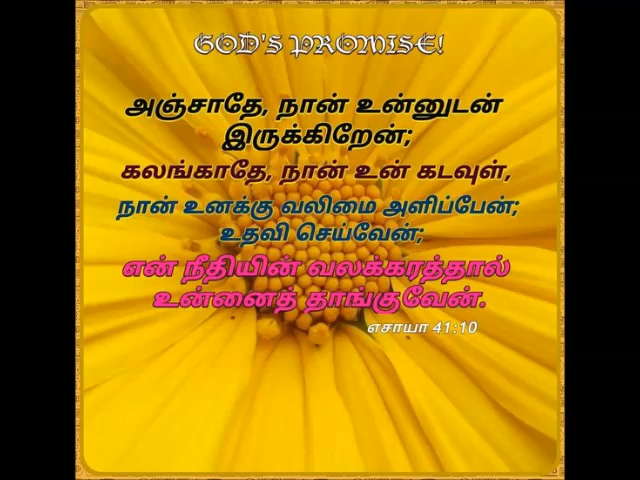 GOD'S PROMISE!
அஞ்சாதே, நான் உன்னுடன்
இருக்கிறேன்;
கலங்காதே, நான் உன் கடவுள்,
நான் உனக்கு வலிமை அளிப்பேன்;
உதவி செய்வேன்;
என் நீதியின் வலக்கரத்தால்
உன்னைத் தாங்குவேன்.
எசாயா 41:10